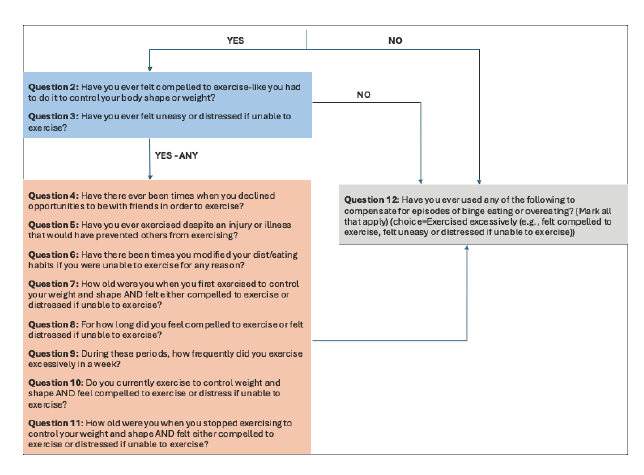 YES
NO
Question 2: Have you ever felt compelled to exercise-like you had
to do it to control your body shape or weight?
Question 3: Have you ever felt uneasy or distressed if unable to
exercise?
NO
YES - ANY
Question 4: Have there ever been times when you declined
opportunities to be with friends in order to exercise?
Question 5: Have you ever exercised despite an injury or illness
that would have prevented others from exercising?
Question 6: Have there been times you modified your diet/eating
habits if you were unable to exercise for any reason?
Question 7: How old were you when you first exercised to control
your weight and shape AND felt either compelled to exercise or
distressed if unable to exercise?
Question 8: For how long did you feel compelled to exercise or felt
distressed if unable to exercise?
Question 9: During these periods, how frequently did you exercise
excessively in a week?
Question 10: Do you currently exercise to control weight and
shape AND feel compelled to exercise or distress if unable to
exercise?
Question 11: How old were you when you stopped exercising to
control your weight and shape AND felt either compelled to
exercise or distressed if unable to exercise?
Question 12: Have you ever used any of the following to
compensate for episodes of binge eating or overeating? (Mark all
that apply) (choice=Exercised excessively (e.g., felt compelled to
exercise, felt uneasy or distressed if unable to exercise))